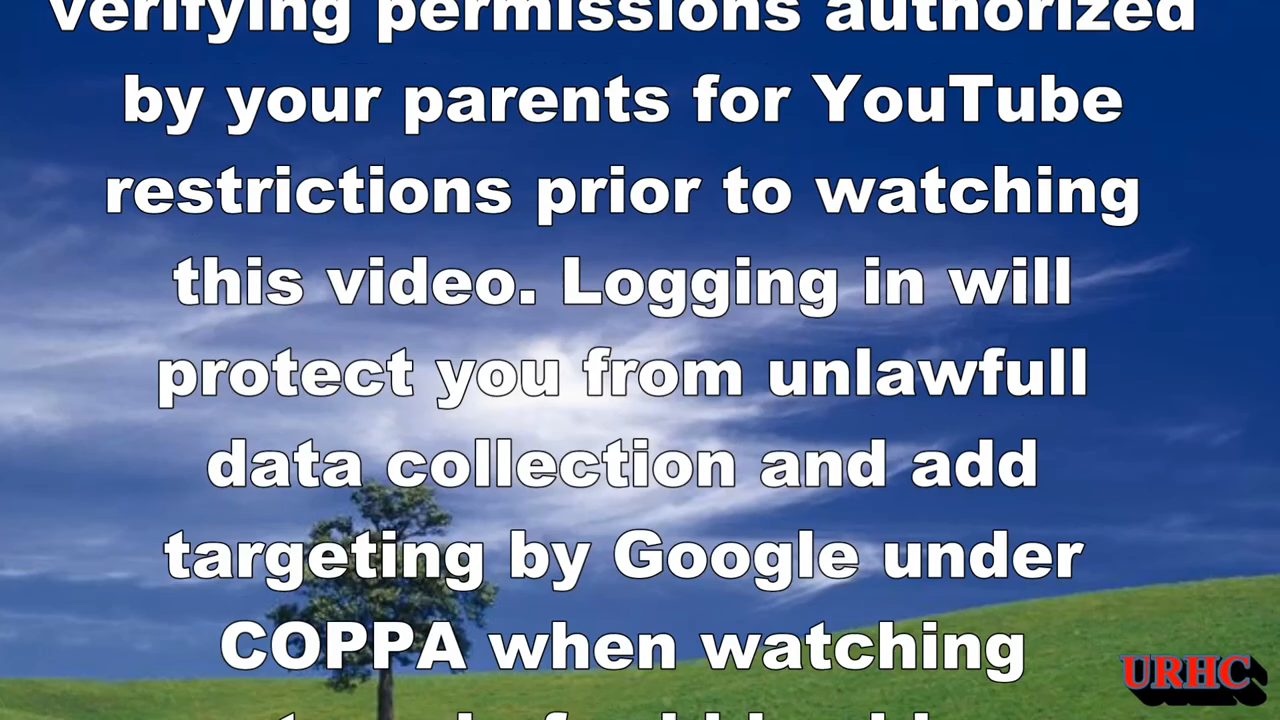 verifying permissions authorized
by your parents for YouTube
restrictions prior to watching
this video. Logging in will
protect you from unlawfull
data collection and add
targeting by Google under
COPPA when watching
URHC